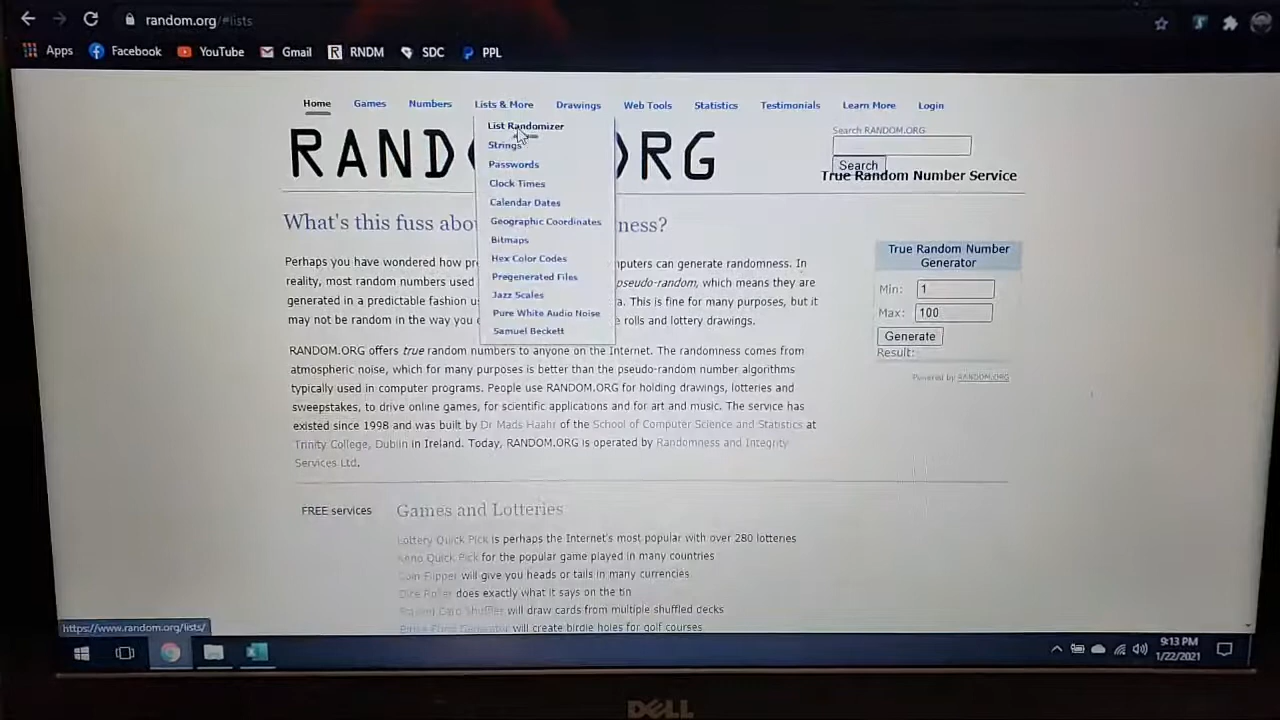 random.org/#lists
Apps Facebook YouTube Gmail RNDM SDC PPL
Home Games Numbers Lists & More Drawings Web Tools Statistics Testimonials Learn More Login
List Randomizer
Strings
Passwords
Clock Times
Calendar Dates
Geographic Coordinates
Bitmaps
Hex Color Codes
Pregenerated Files
Jazz Scales
Pure White Audio Noise
Samuel Beckett
RAND RG
Search RANDOM.ORG
Search
True Random Number Service
What's this fuss abo ness?
Perhaps you have wondered how pr mputers can generate randomness. In
reality, most random numbers used pseudo-random, which means they are
generated in a predictable fashion u a. This is fine for many purposes, but it
may not be random in the way you e rolls and lottery drawings.
RANDOM.ORG offers true random numbers to anyone on the Internet. The randomness comes from
atmospheric noise, which for many purposes is better than the pseudo-random number algorithms
typically used in computer programs. People use RANDOM.ORG for holding drawings, lotteries and
sweepstakes, to drive online games, for scientific applications and for art and music. The service has
existed since 1998 and was built by Dr Mads Haahr of the School of Computer Science and Statistics at
Trinity College, Dublin in Ireland. Today, RANDOM.ORG is operated by Randomness and Integrity
Services Ltd.
True Random Number
Generator
Min: 1
Max: 100
Generate
Result:
Powered by RANDOM.ORG
FREE services
Games and Lotteries
Lottery Quick Pick is perhaps the Internet's most popular with over 280 lotteries
Keno Quick Pick for the popular game played in many countries
Coin Flipper will give you heads or tails in many currencies
Dice Roller does exactly what it says on the tin
Playing Card Shuffler will draw cards from multiple shuffled decks
Birdie Fund Generator will create birdie holes for golf courses
https://www.random.org/lists/
9:13 PM
1/22/2021
DELL